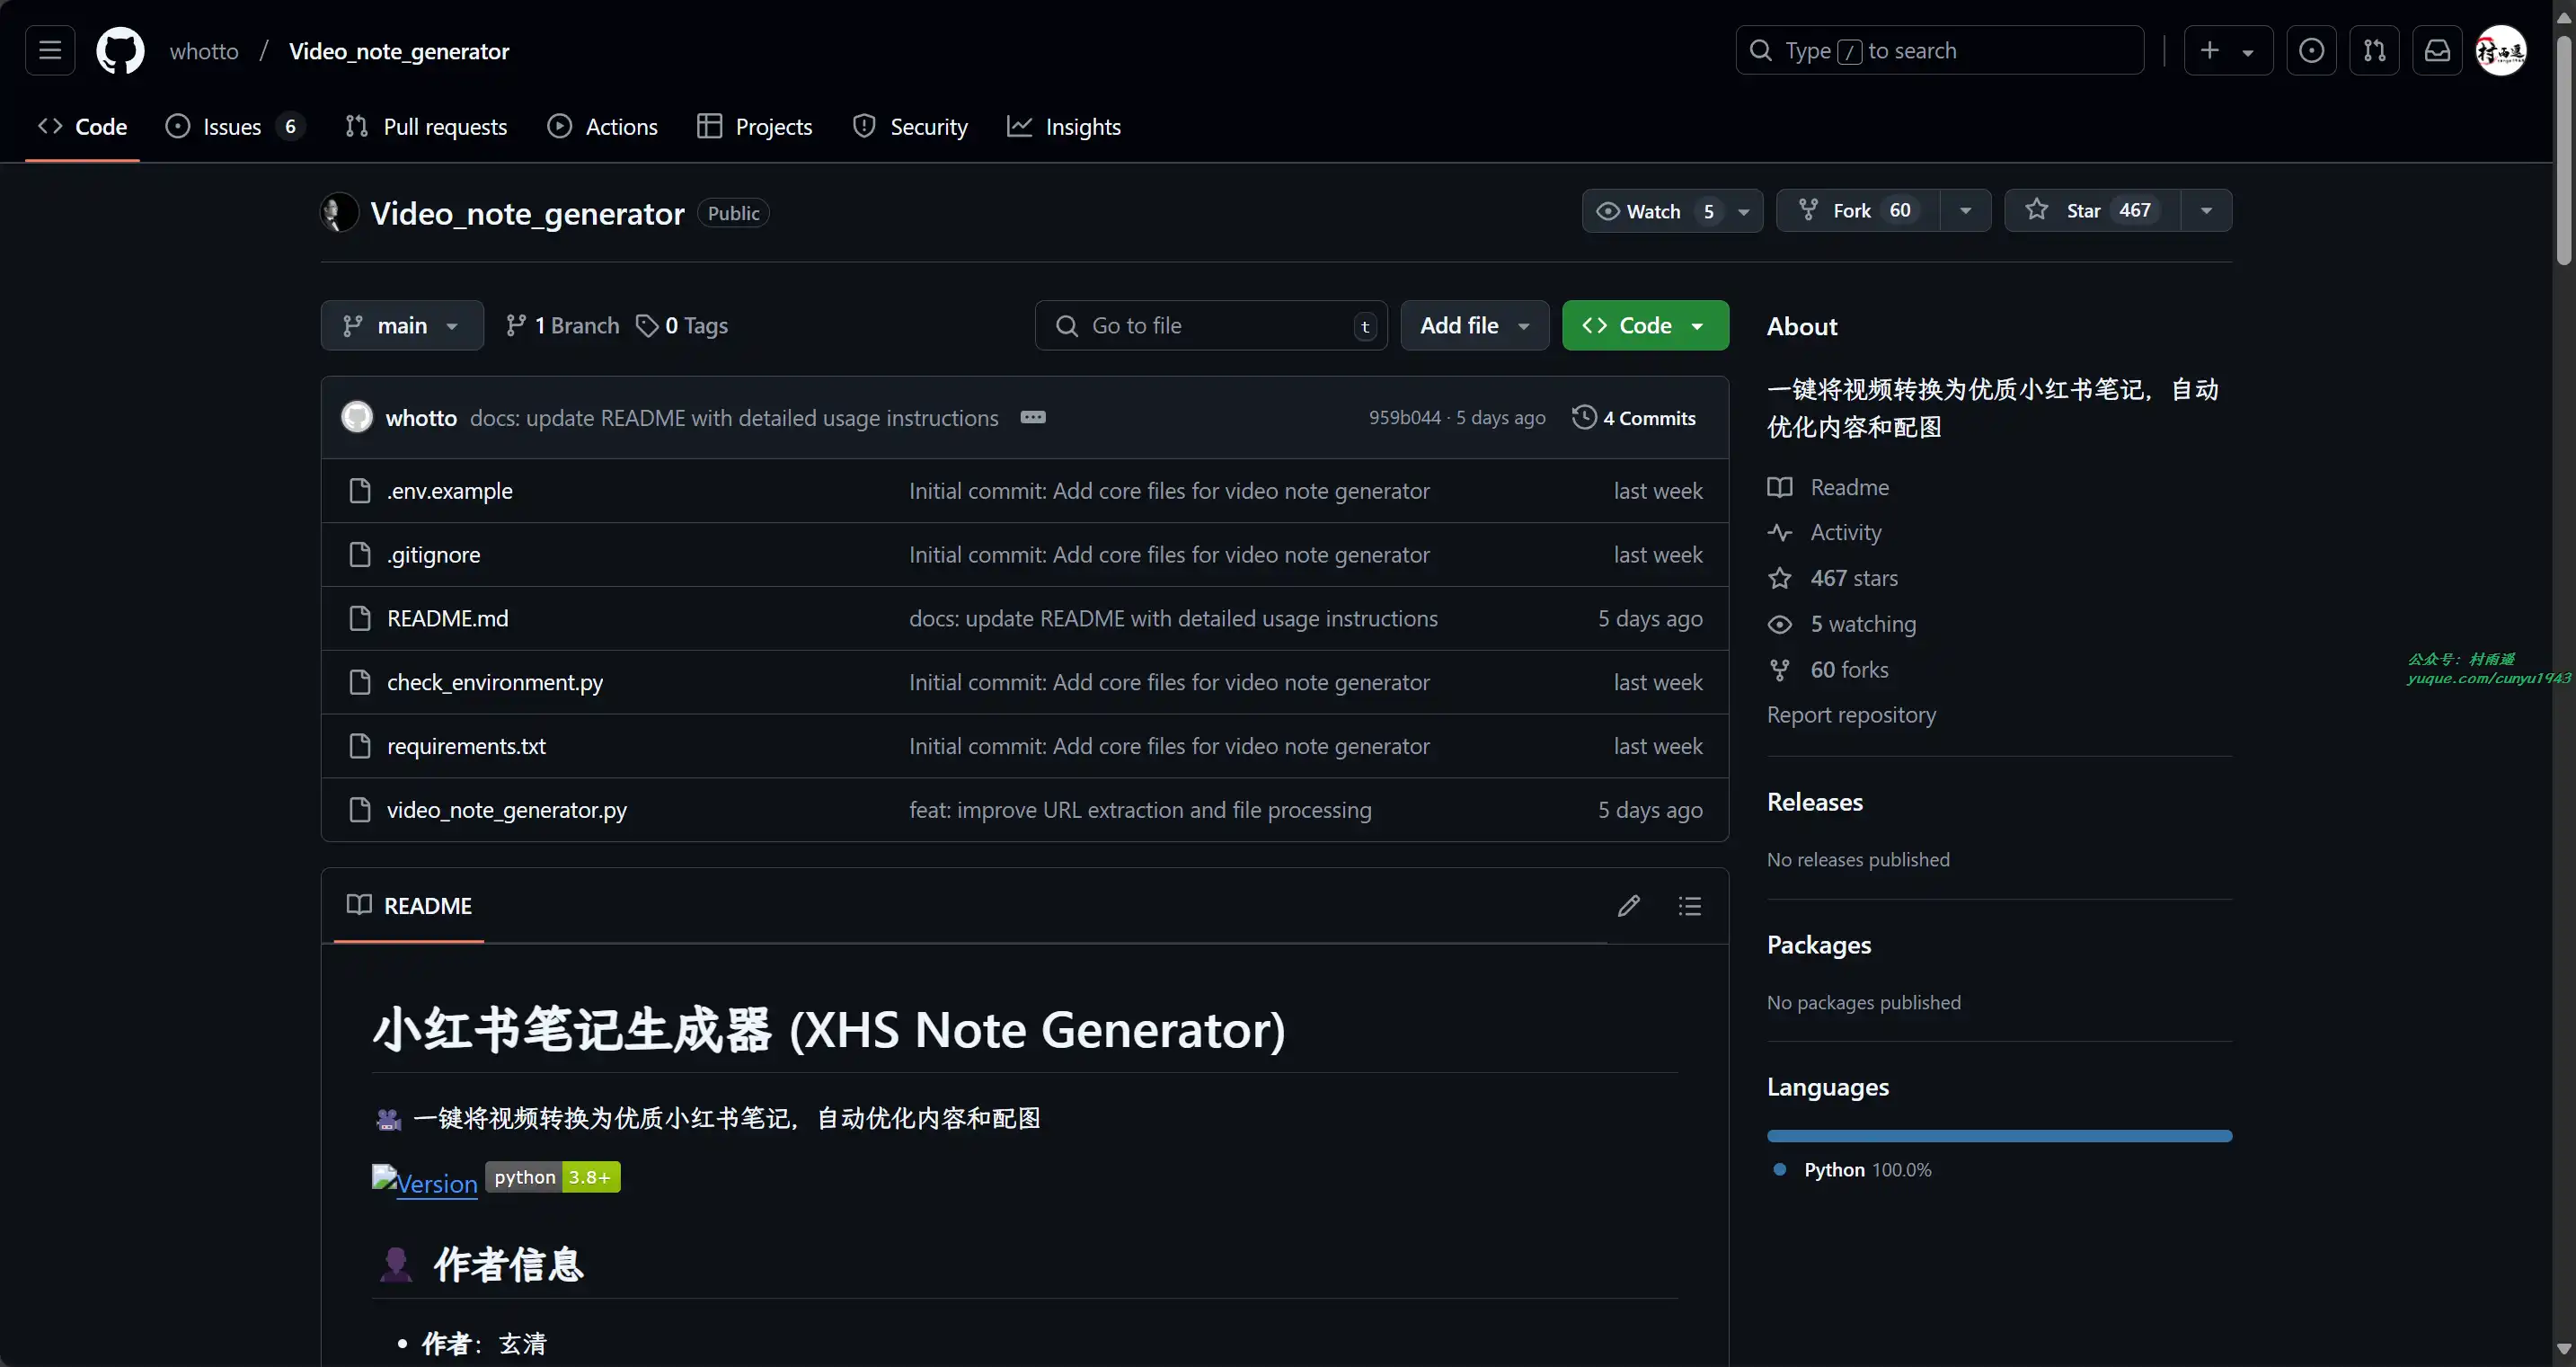 whotto / Video_note_generator
Type / to search
Code Issues 6 Pull requests Actions Projects Security Insights
Video_note_generator Public
Watch 5 Fork 60 Star 467
main 1 Branch 0 Tags
Go to file t
Add file
Code
whotto docs: update README with detailed usage instructions 959b044 · 5 days ago 4 Commits
.env.example Initial commit: Add core files for video note generator last week
.gitignore Initial commit: Add core files for video note generator last week
README.md docs: update README with detailed usage instructions 5 days ago
check_environment.py Initial commit: Add core files for video note generator last week
requirements.txt Initial commit: Add core files for video note generator last week
video_note_generator.py feat: improve URL extraction and file processing 5 days ago
README
小红书笔记生成器 (XHS Note Generator)
一键将视频转换为优质小红书笔记，自动优化内容和配图
Version python 3.8+
作者信息
作者：玄清
About
一键将视频转换为优质小红书笔记，自动
优化内容和配图
Readme
Activity
467 stars
5 watching
60 forks
Report repository
Releases
No releases published
Packages
No packages published
Languages
Python 100.0%
公众号：村雨遥
yuque.com/cunyu1943